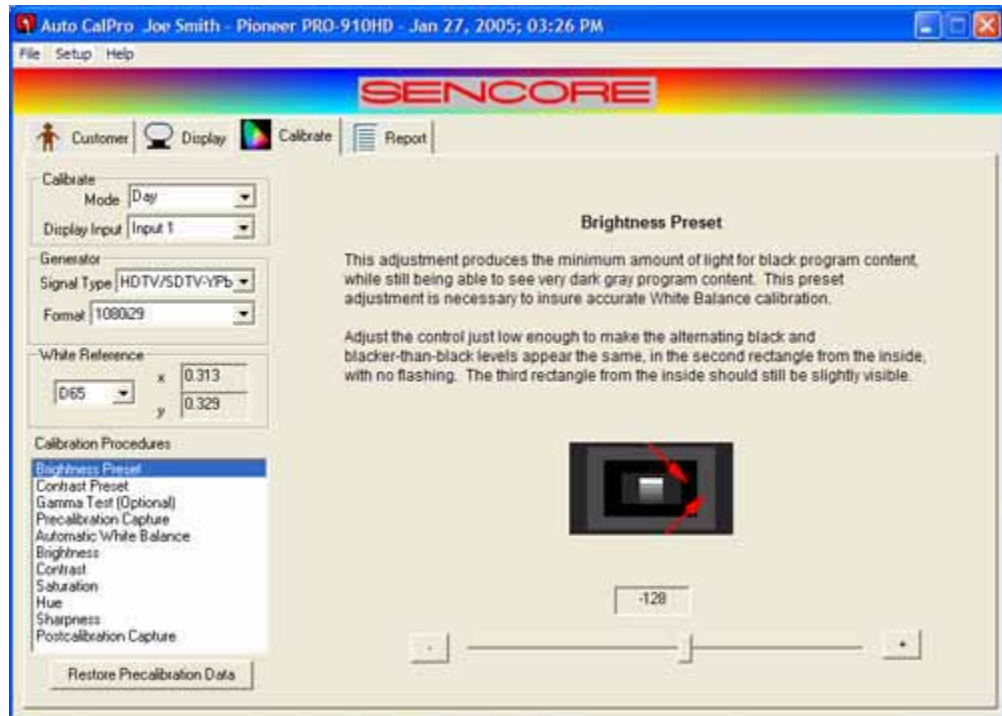 Auto CalPro Joe Smith - Pioneer PRO-910HD - Jan 27, 2005; 03:26 PM
File Setup Help
SENCORE
Customer Display Calibrate Report
Calibrate
Mode Day
Display Input Input 1
Generator
Signal Type HDTV/SDTV-YPb
Format 1080i29
White Reference
D65 x 0.313
y 0.329
Calibration Procedures
Brightness Preset
Contrast Preset
Gamma Test (Optional)
Precalibration Capture
Automatic White Balance
Brightness
Contrast
Saturation
Hue
Sharpness
Postcalibration Capture
Restore Precalibration Data
Brightness Preset
This adjustment produces the minimum amount of light for black program content,
while still being able to see very dark gray program content. This preset
adjustment is necessary to insure accurate White Balance calibration.
Adjust the control just low enough to make the alternating black and
blacker-than-black levels appear the same, in the second rectangle from the inside,
with no flashing. The third rectangle from the inside should still be slightly visible.
-128
- +